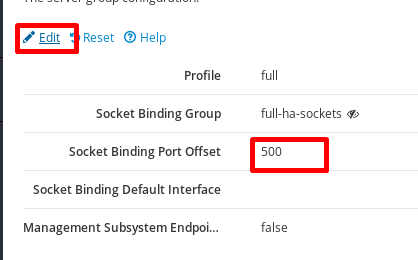 The server group configuration.
Edit Reset Help
Profile full
Socket Binding Group full-ha-sockets
Socket Binding Port Offset 500
Socket Binding Default Interface
Management Subsystem Endpoi... false